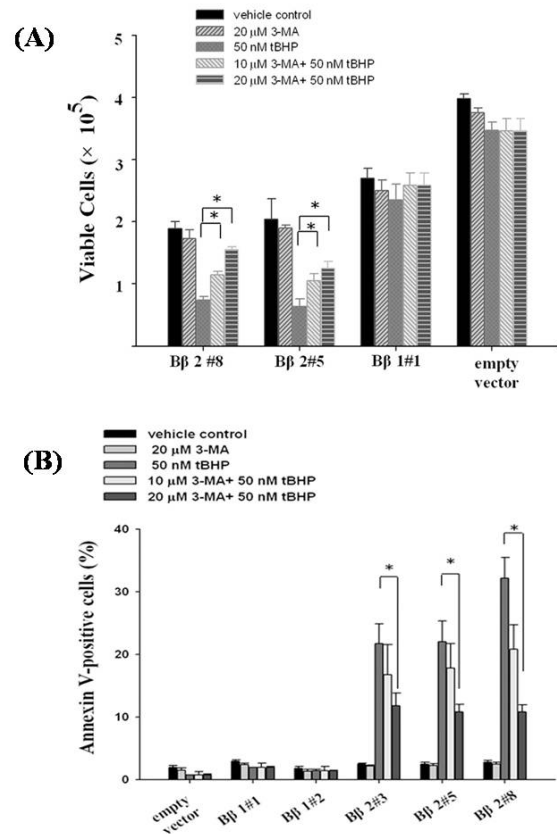 (A)
vehicle control
20 μM 3-MA
50 nM tBHP
10 μM 3-MA+ 50 nM tBHP
20 μM 3-MA+ 50 nM tBHP
Viable Cells (× 10⁵)
5
4
3
2
1
* * * *
Bβ 2 #8 Bβ 2#5 Bβ 1#1 empty
vector
(B)
vehicle control
20 μM 3-MA
50 nM tBHP
10 μM 3-MA+ 50 nM tBHP
20 μM 3-MA+ 50 nM tBHP
Annexin V-positive cells (%)
40
30
20
10
0
* * *
empty
vector
Bβ 1#1
Bβ 1#2
Bβ 2#3
Bβ 2#5
Bβ 2#8